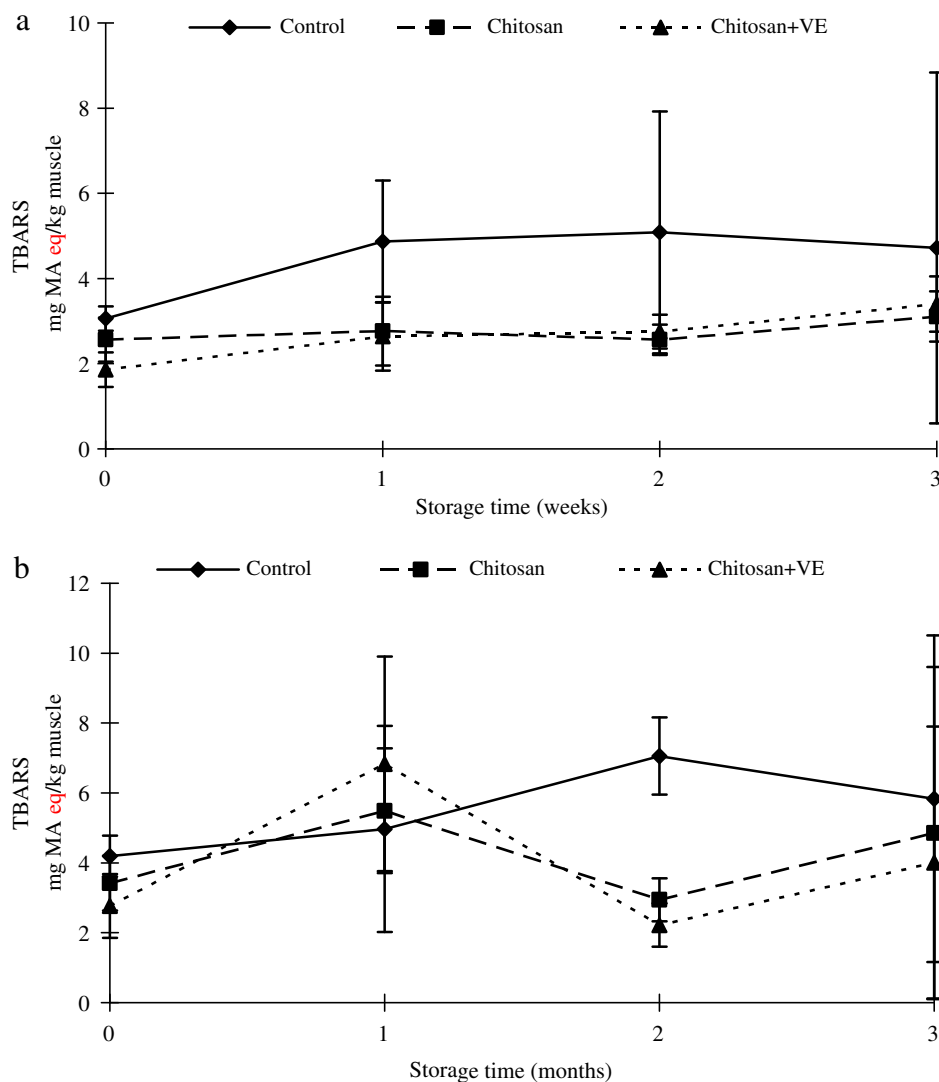 a
Control Chitosan Chitosan+VE
10
8
6
4
2
0
TBARS
mg MA eq/kg muscle
0 1 2 3
Storage time (weeks)
b
Control Chitosan Chitosan+VE
12
10
8
6
4
2
0
TBARS
mg MA eq/kg muscle
0 1 2 3
Storage time (months)